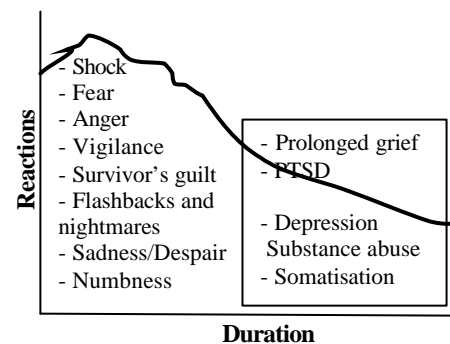 Reactions
- Shock
- Fear
- Anger
- Vigilance
- Survivor's guilt
- Flashbacks and
nightmares
- Sadness/Despair
- Numbness
- Prolonged grief
- PTSD
- Depression
Substance abuse
- Somatisation
Duration